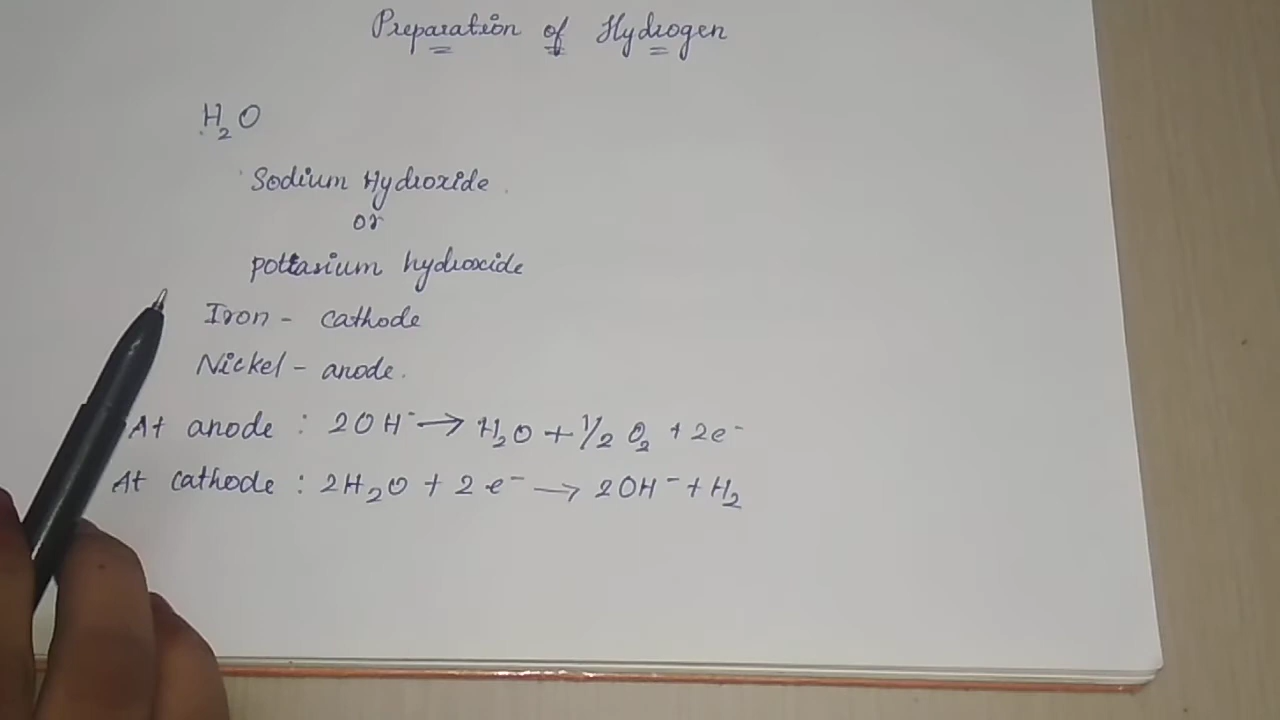 Preparation of Hydrogen
H₂O
Sodium Hydroxide
or
pottasium hydroxide
Iron - cathode
Nickel - anode.
At anode : 2OH⁻ → H₂O + 1/2 O₂ + 2e⁻
At cathode : 2H₂O + 2e⁻ → 2OH⁻ + H₂